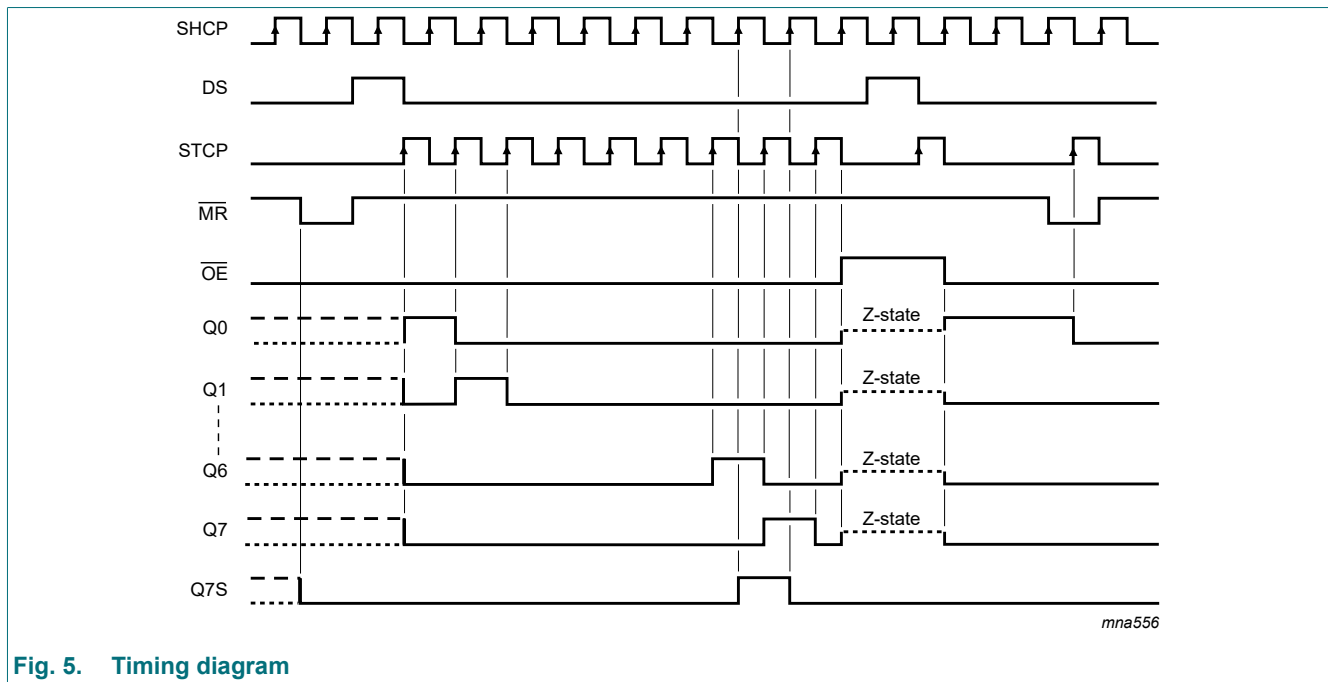 SHCP
DS
STCP
MR
OE
Z-state
Q0
Z-state
Q1
Z-state
Q6
Z-state
Q7
Q7S
mna556
Fig. 5. Timing diagram